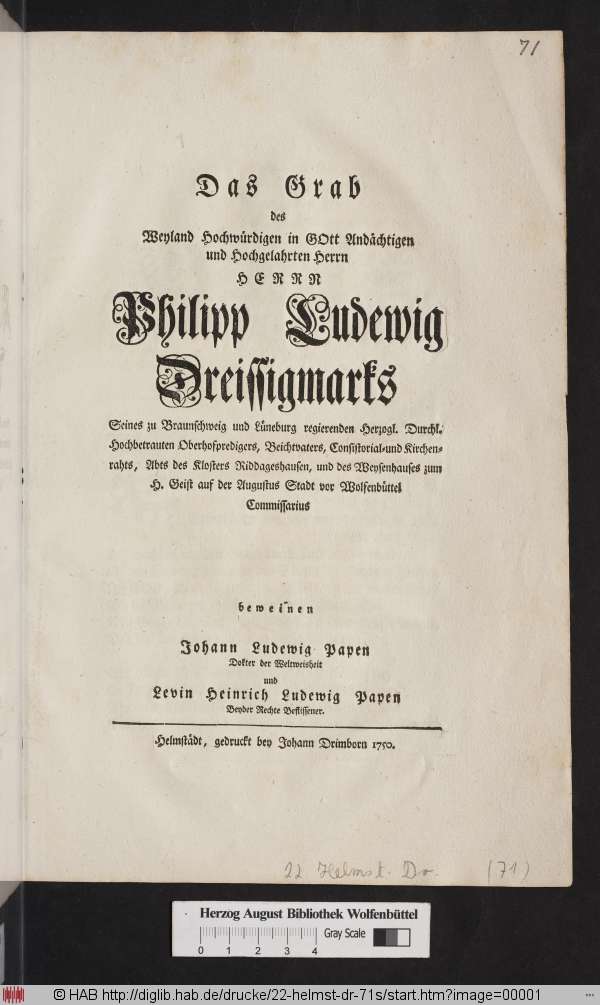 71
Das Grab
des
Weyland Hochwürdigen in GOtt Andächtigen
und Hochgelahrten Herrn
HERRN
Philipp Ludewig
Dreissigmarks
Seines zu Braunschweig und Lüneburg regierenden Herzogl. Durchl.
Hochbetrauten Oberhofpredigers, Beichtvaters, Consistorial-und Kirchen-
rahts, Abts des Klosters Riddageshausen, und des Weysenhauses zum
H. Geist auf der Augustus Stadt vor Wolfenbüttel
Commissarius
beweinen
Johann Ludewig Papen
Dokter der Weltweisheit
und
Levin Heinrich Ludewig Papen
Beyder Rechte Beflissener.
Helmstädt, gedruckt bey Johann Drimborn 1750.
22 Helmst. Dr. (71)
Herzog August Bibliothek Wolfenbüttel
0 1 2 3 4 Gray Scale
© HAB http://diglib.hab.de/drucke/22-helmst-dr-71s/start.htm?image=00001